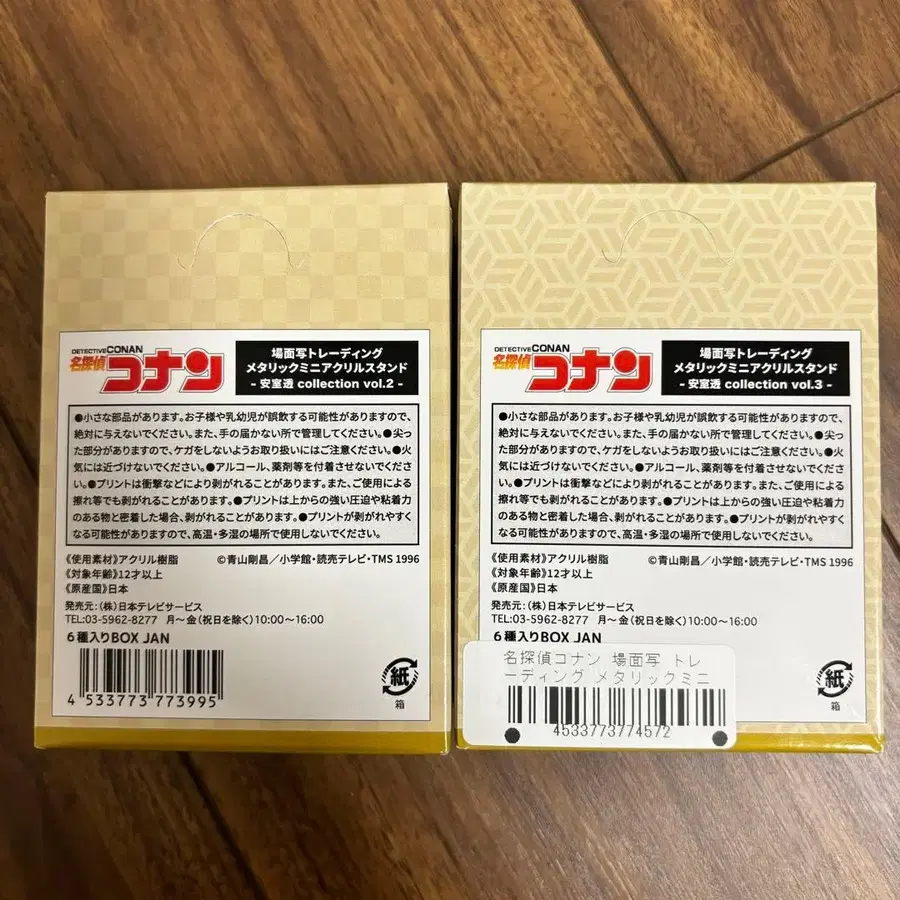 DETECTIVE CONAN
名探偵コナン
場面写トレーディング
メタリックミニアクリルスタンド
- 安室透 collection vol.2 -
●小さな部品があります。お子様や乳幼児が誤飲する可能性がありますので、
絶対に与えないでください。また、手の届かない所で管理してください。●尖っ
た部分がありますので、ケガをしないようお取り扱いにはご注意ください。●火
気には近づけないでください。●アルコール、薬剤等を付着させないでくださ
い。●プリントは衝撃などにより剥がれることがあります。また、ご使用による
擦れ等でも剥がれることがあります。●プリントは上からの強い圧迫や粘着力
のある物と密着した場合、剥がれることがあります。●プリントが剥がれやすく
なる可能性がありますので、高温・多湿の場所で使用しないでください。
《使用素材》アクリル樹脂 ©青山剛昌／小学館・読売テレビ・TMS 1996
《対象年齢》12才以上
《原産国》日本
発売元：（株）日本テレビサービス
TEL:03-5962-8277 月～金（祝日を除く）10:00～16:00
6種入りBOX JAN
4 533773 773995
紙
箱
DETECTIVE CONAN
名探偵コナン
場面写トレーディング
メタリックミニアクリルスタンド
- 安室透 collection vol.3 -
●小さな部品があります。お子様や乳幼児が誤飲する可能性がありますので、
絶対に与えないでください。また、手の届かない所で管理してください。●尖っ
た部分がありますので、ケガをしないようお取り扱いにはご注意ください。●火
気には近づけないでください。●アルコール、薬剤等を付着させないでくださ
い。●プリントは衝撃などにより剥がれることがあります。また、ご使用による
擦れ等でも剥がれることがあります。●プリントは上からの強い圧迫や粘着力
のある物と密着した場合、剥がれることがあります。●プリントが剥がれやすく
なる可能性がありますので、高温・多湿の場所で使用しないでください。
《使用素材》アクリル樹脂 ©青山剛昌／小学館・読売テレビ・TMS 1996
《対象年齢》12才以上
《原産国》日本
発売元：（株）日本テレビサービス
TEL:03-5962-8277 月～金（祝日を除く）10:00～16:00
6種入りBOX JAN
名探偵コナン 場面写 トレ
ーディング メタリックミニ
4533773774572
紙
箱